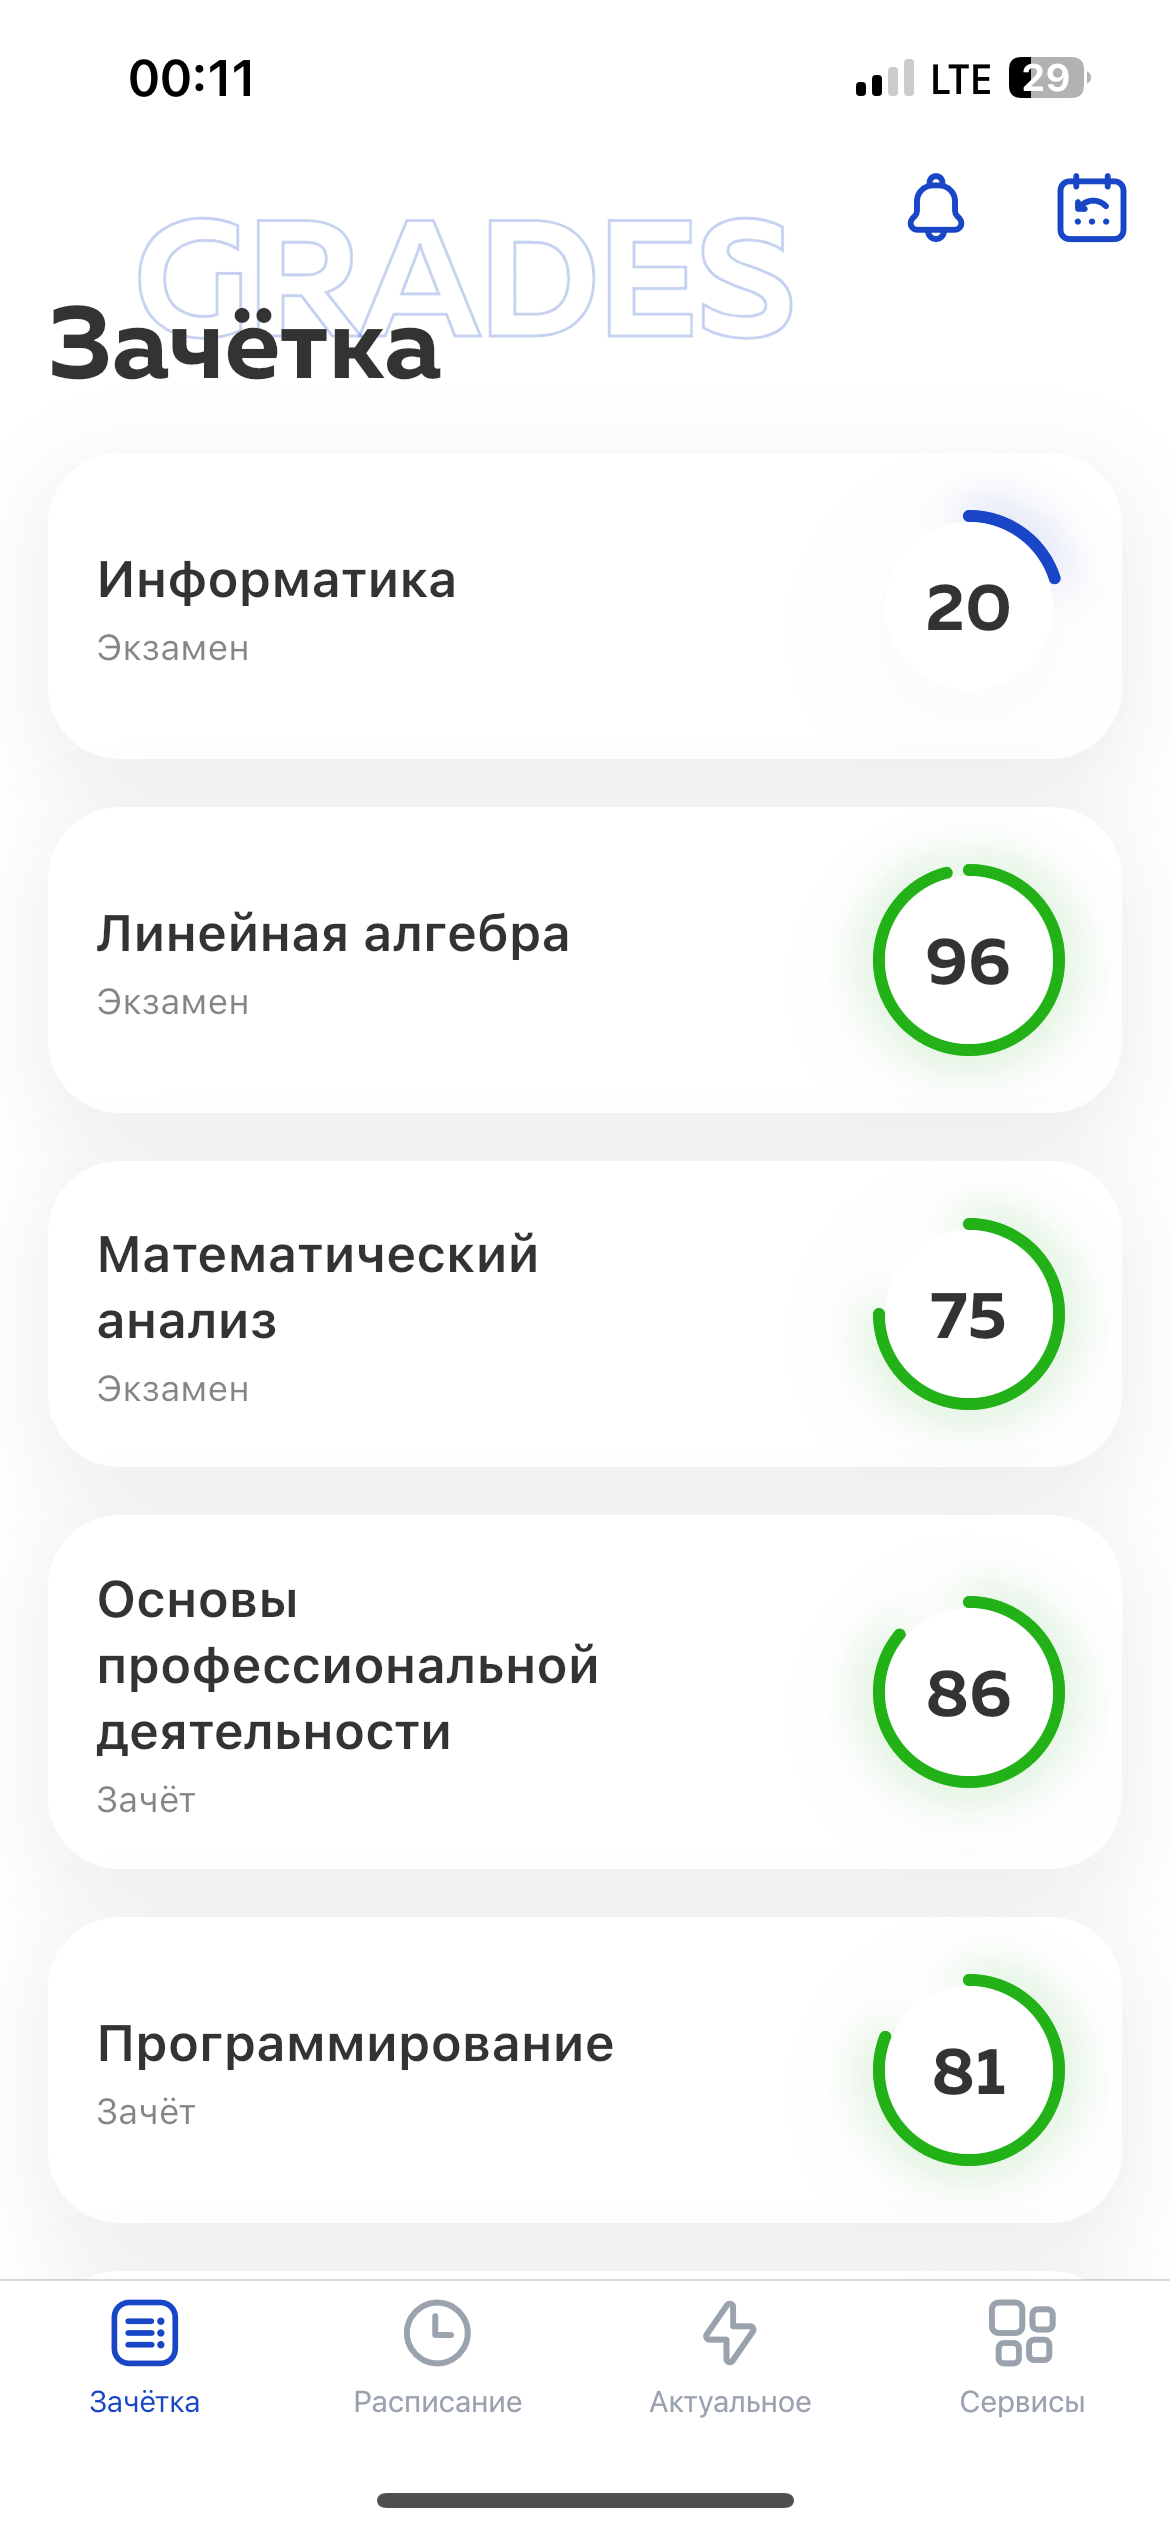 00:11 LTE 29
GRADES
Зачётка
Информатика
Экзамен
20
Линейная алгебра
Экзамен
96
Математический
анализ
Экзамен
75
Основы
профессиональной
деятельности
Зачёт
86
Программирование
Зачёт
81
Зачётка Расписание Актуальное Сервисы